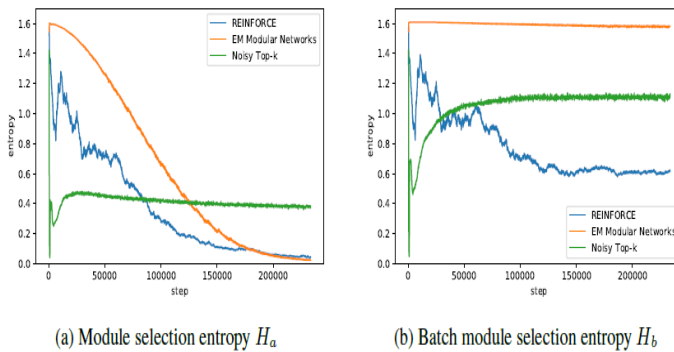 1.6
1.4
1.2
1.0
0.8
0.6
0.4
0.2
0.0
entropy
REINFORCE
EM Modular Networks
Noisy Top-k
0 50000 100000 150000 200000
step
(a) Module selection entropy Hₐ
1.6
1.4
1.2
1.0
0.8
0.6
0.4
0.2
0.0
entropy
REINFORCE
EM Modular Networks
Noisy Top-k
0 50000 100000 150000 200000
step
(b) Batch module selection entropy H_b